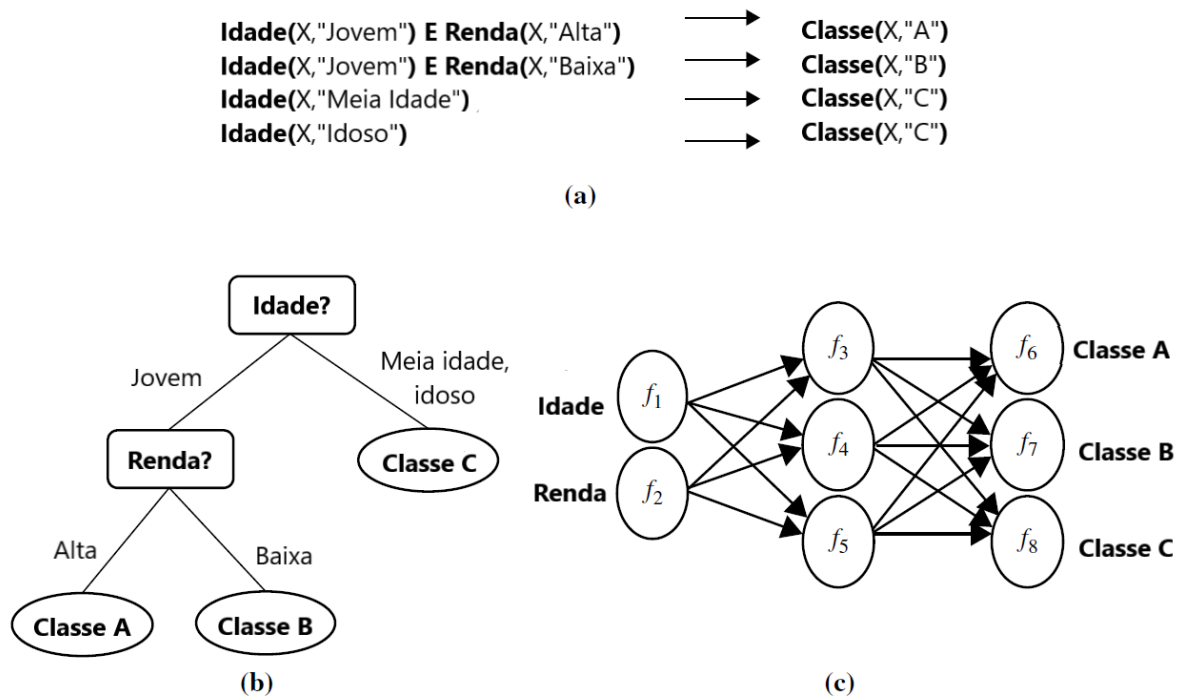 Idade(X,"Jovem") E Renda(X,"Alta") Classe(X,"A")
Idade(X,"Jovem") E Renda(X,"Baixa") Classe(X,"B")
Idade(X,"Meia Idade") Classe(X,"C")
Idade(X,"Idoso") Classe(X,"C")
(a)
Idade?
Jovem
Meia idade,
idoso
Renda?
Classe C
Alta
Baixa
Classe A
Classe B
(b)
Idade
Renda
f1
f2
f3
f4
f5
f6
f7
f8
Classe A
Classe B
Classe C
(c)